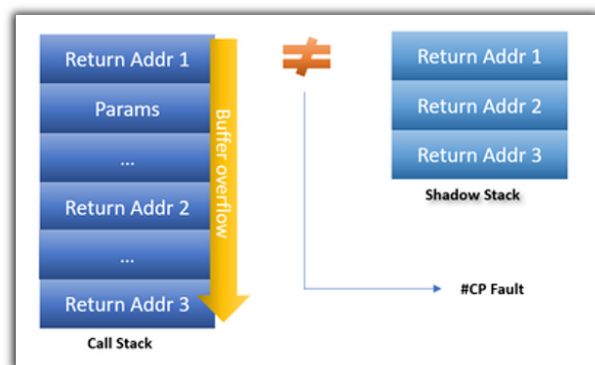 Return Addr 1
Params
...
Return Addr 2
...
Return Addr 3
Call Stack
Buffer overflow
≠
Return Addr 1
Return Addr 2
Return Addr 3
Shadow Stack
#CP Fault